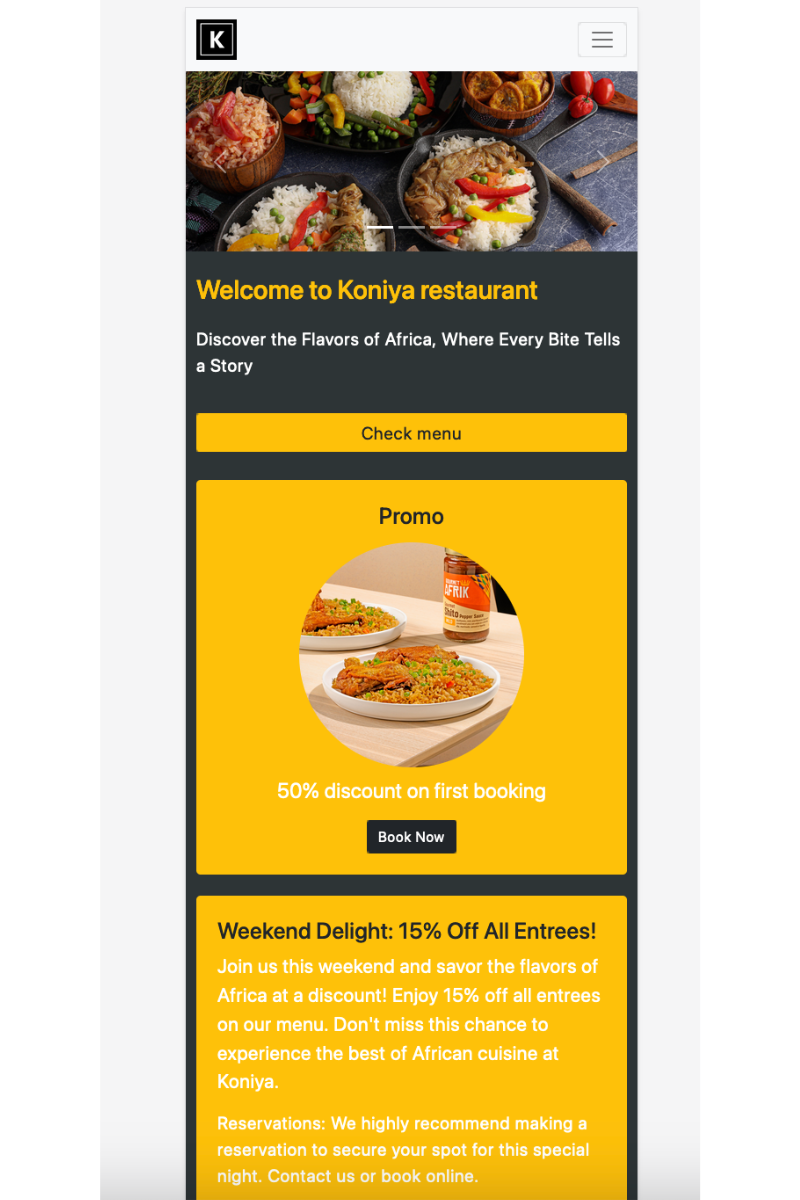 K
Welcome to Koniya restaurant
Discover the Flavors of Africa, Where Every Bite Tells
a Story
Check menu
Promo
AFRIK
Shito Pepper Sauce
50% discount on first booking
Book Now
Weekend Delight: 15% Off All Entrees!
Join us this weekend and savor the flavors of
Africa at a discount! Enjoy 15% off all entrees
on our menu. Don't miss this chance to
experience the best of African cuisine at
Koniya.
Reservations: We highly recommend making a
reservation to secure your spot for this special
night. Contact us or book online.